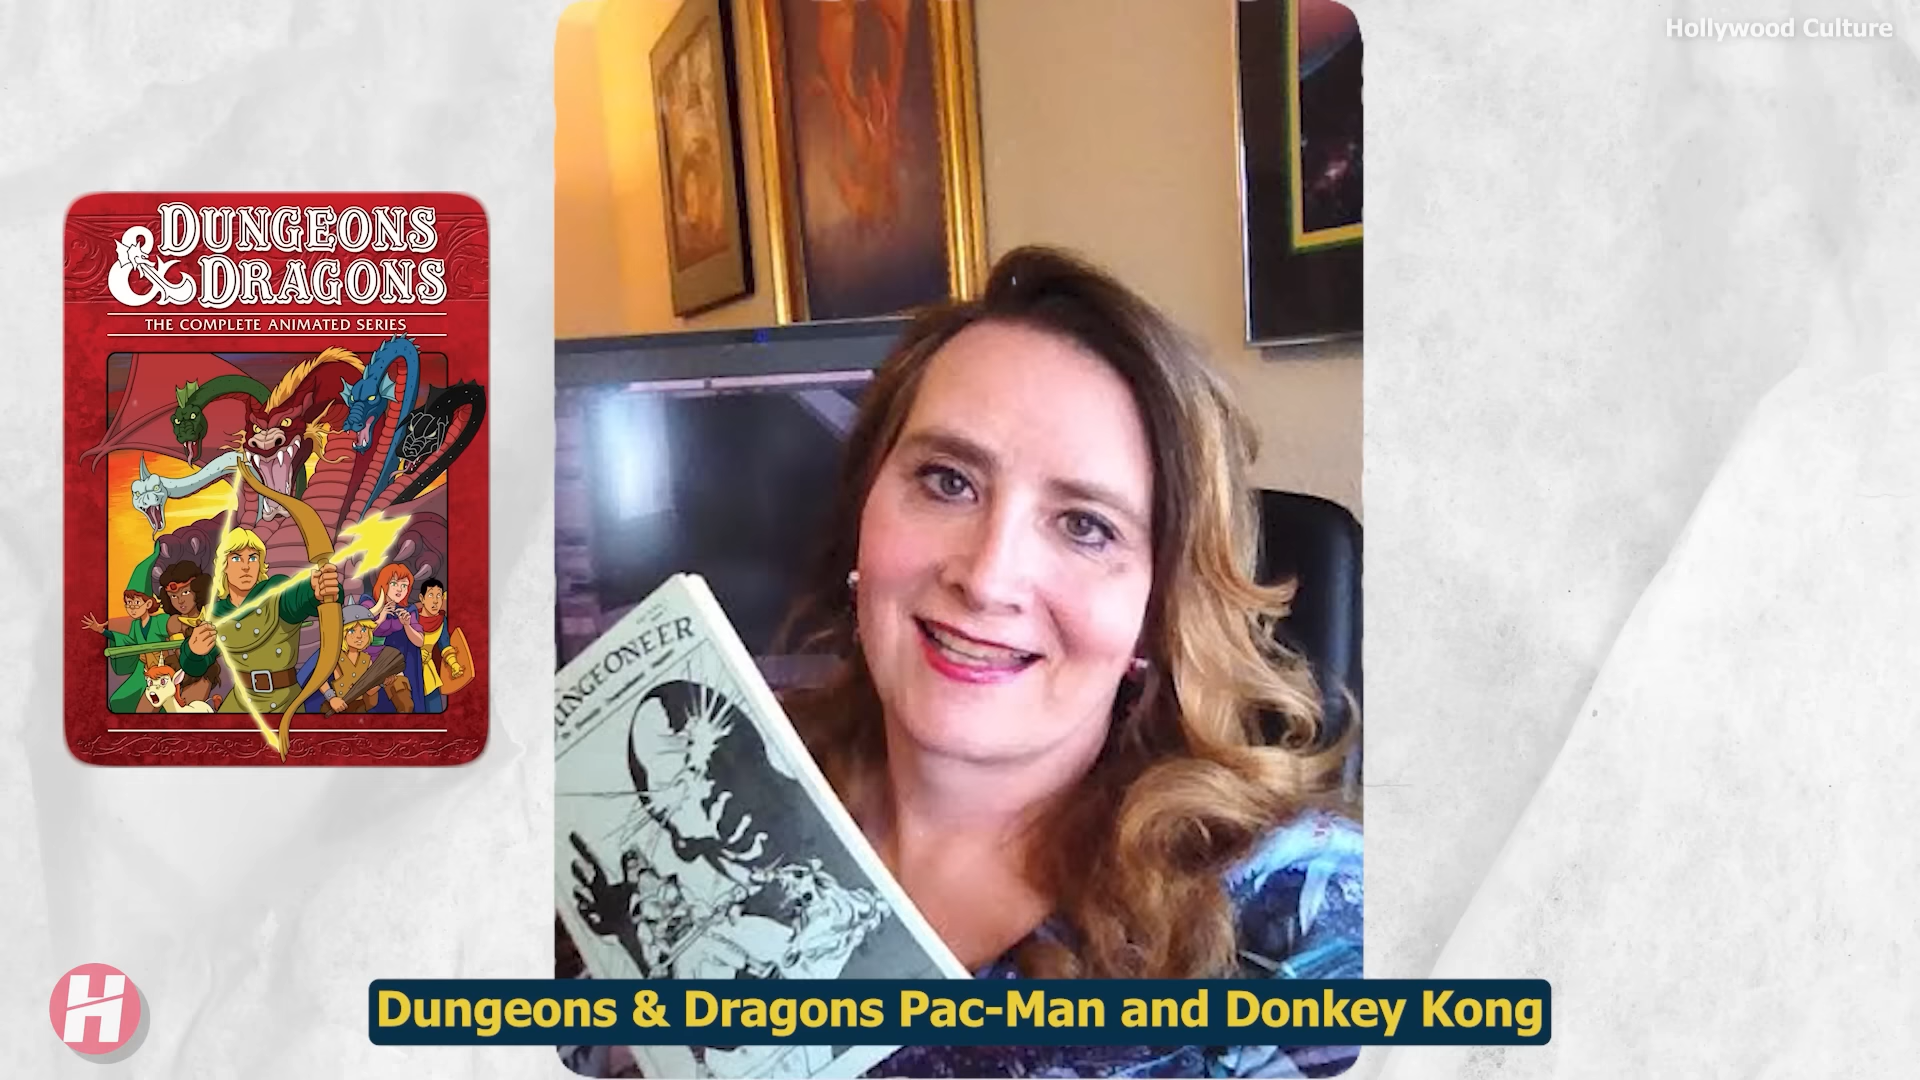 Hollywood Culture
DUNGEONS
& DRAGONS
THE COMPLETE ANIMATED SERIES
UNGEONEER
H
Dungeons & Dragons Pac-Man and Donkey Kong